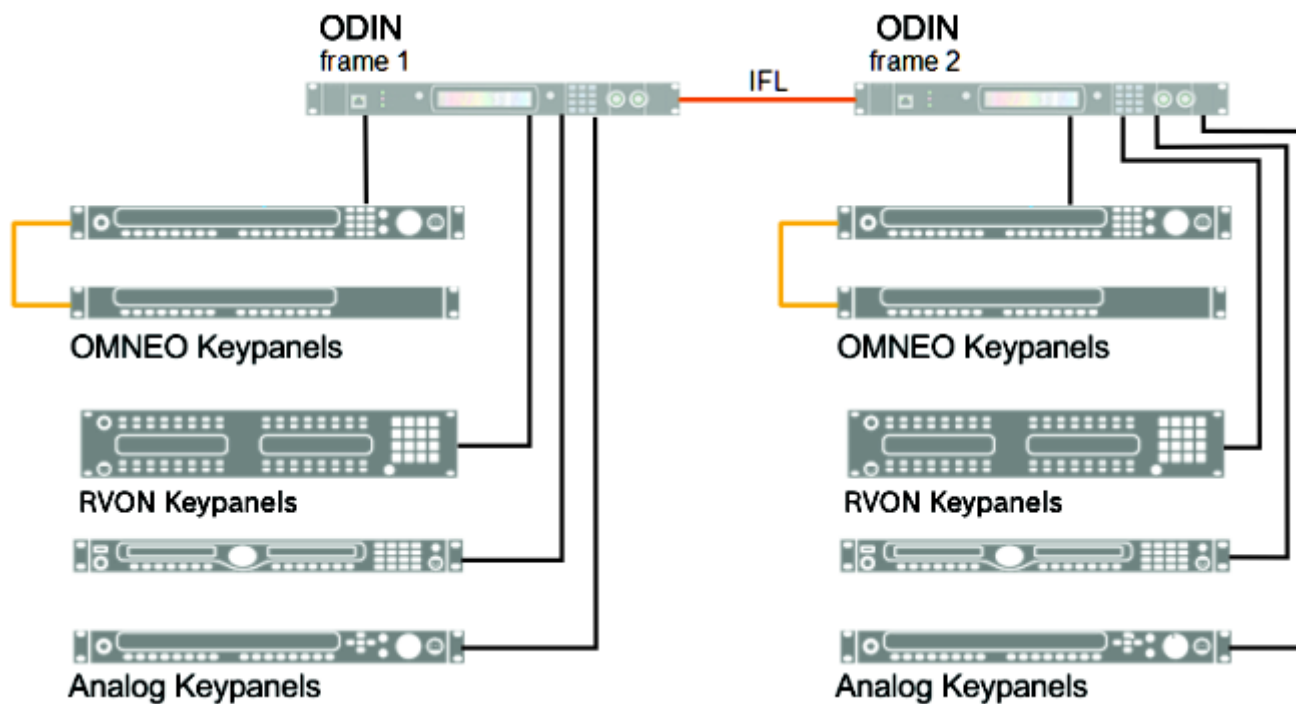 ODIN
frame 1
ODIN
frame 2
IFL
OMNEO Keypanels
OMNEO Keypanels
RVON Keypanels
RVON Keypanels
Analog Keypanels
Analog Keypanels